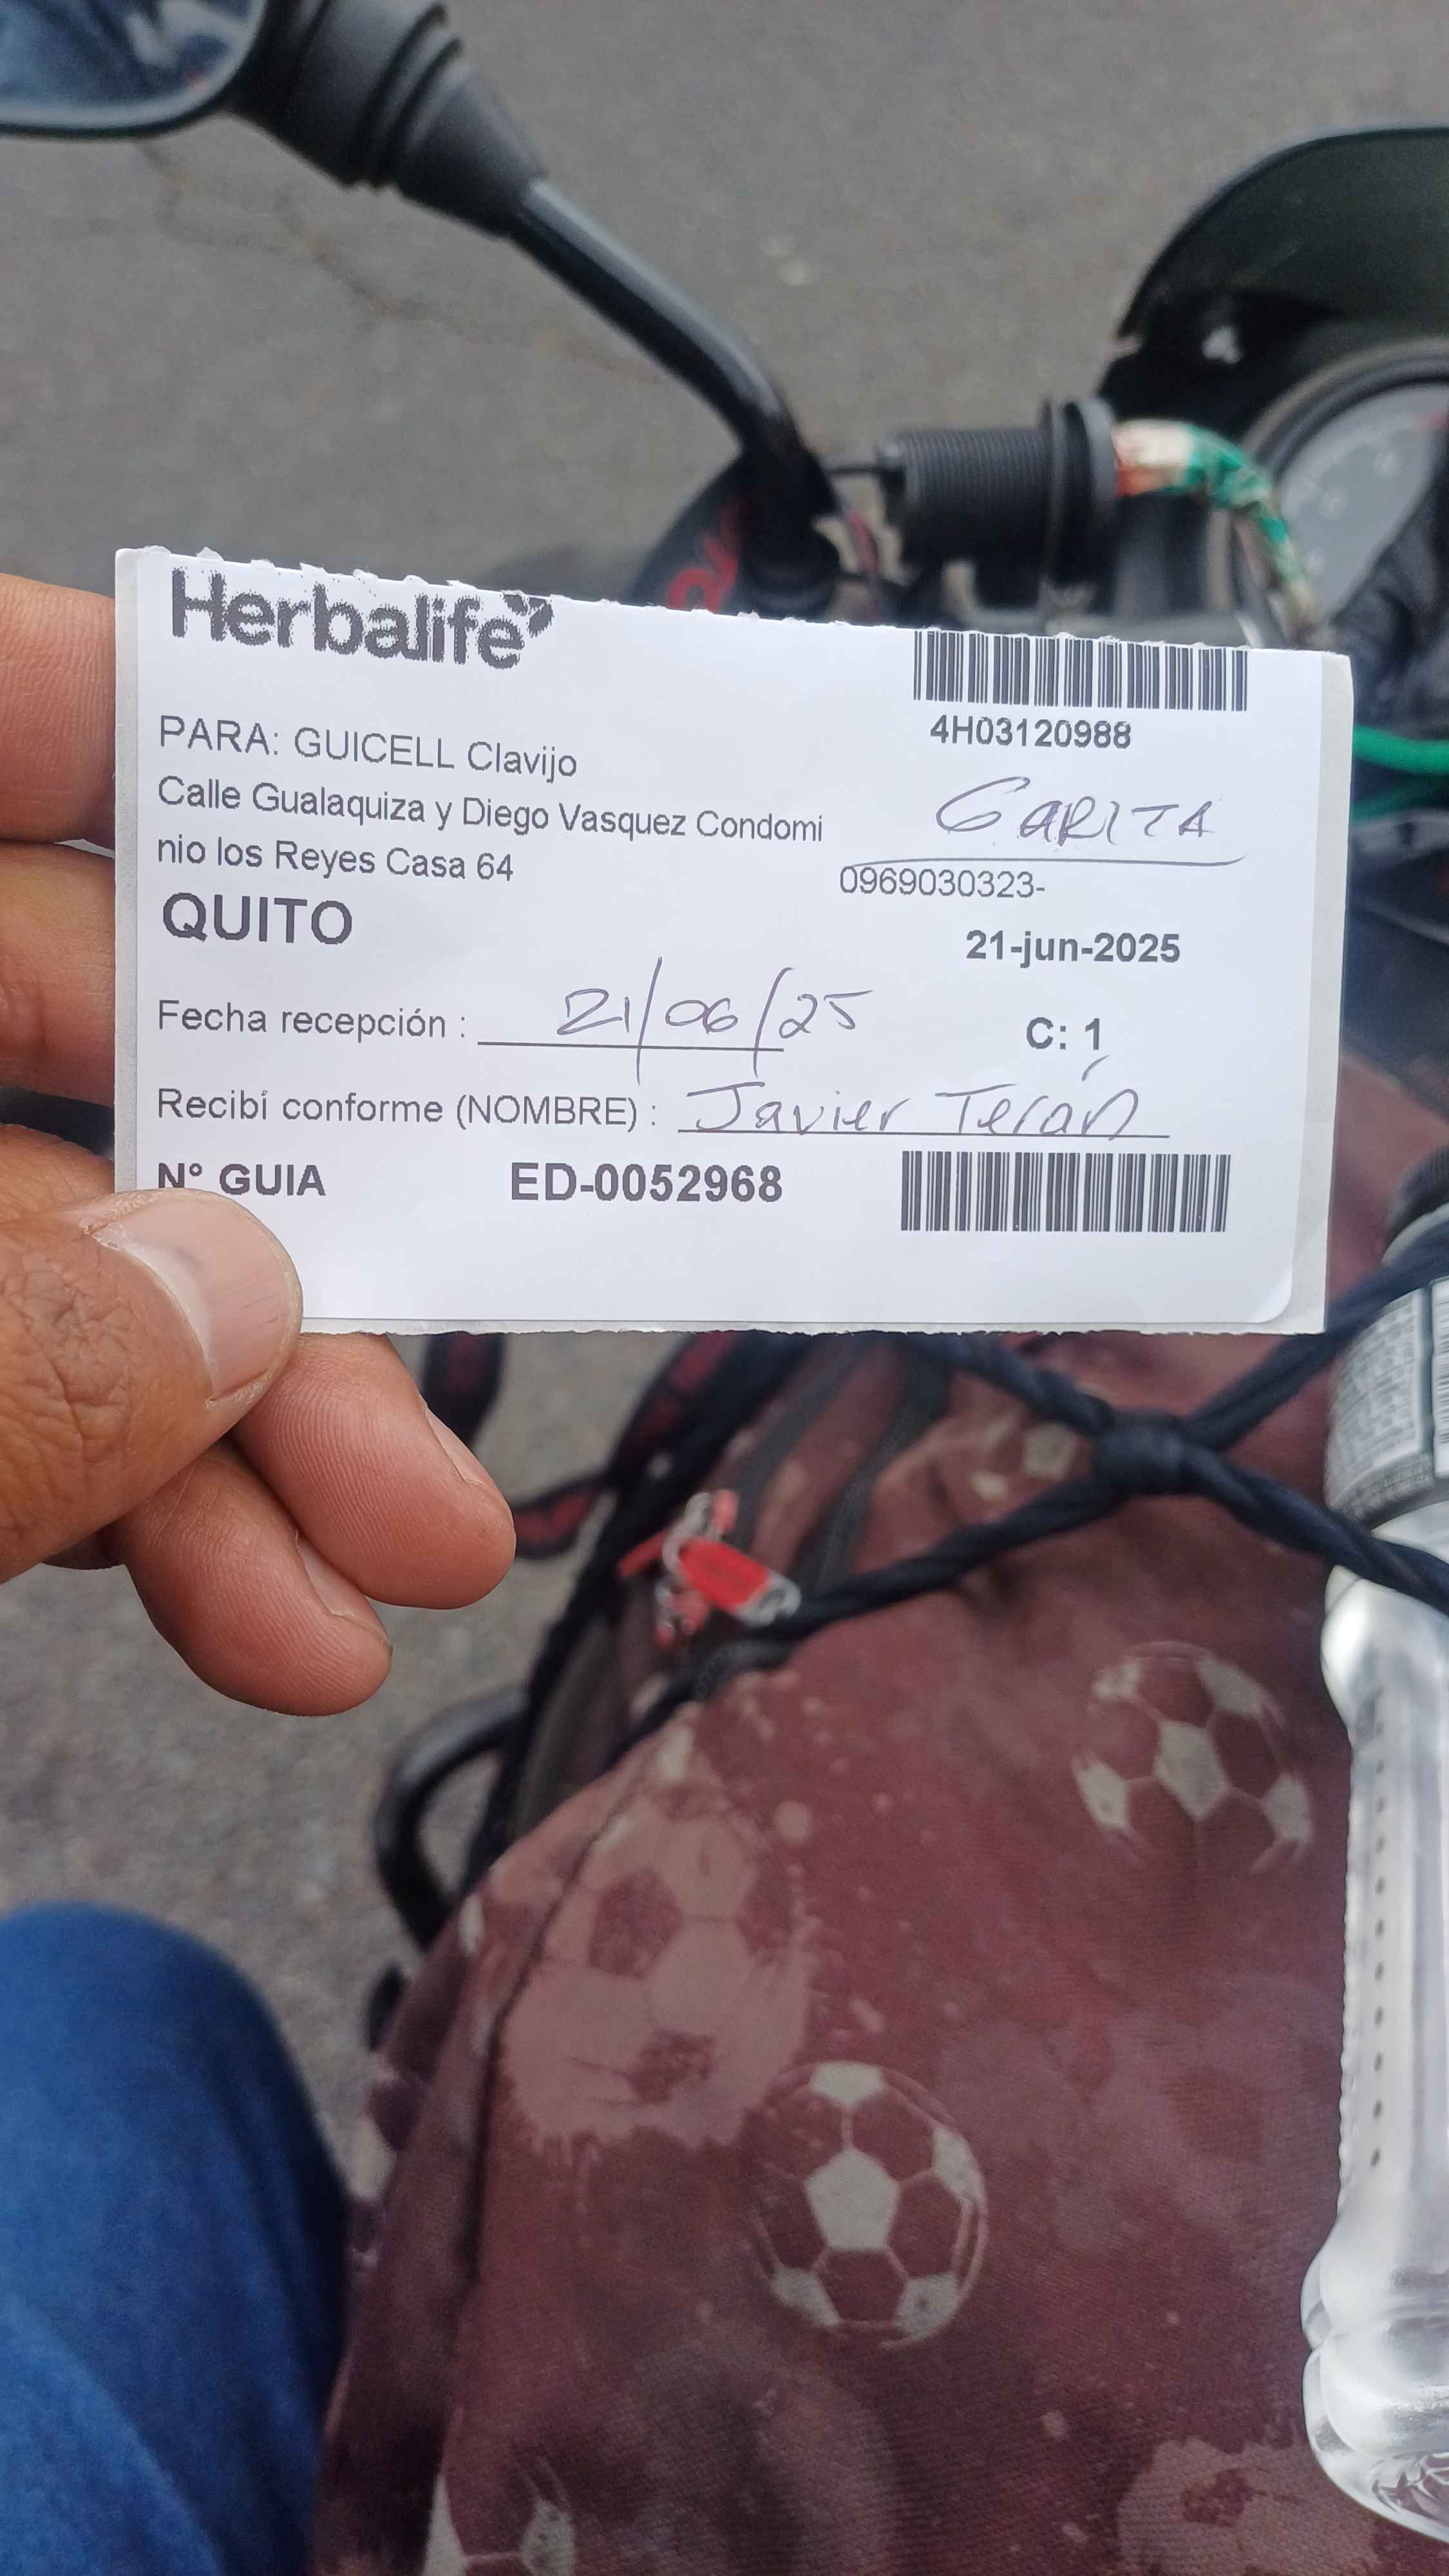 Herbalife
4H03120988
PARA: GUICELL Clavijo
Calle Gualaquiza y Diego Vasquez Condomi
nio los Reyes Casa 64
GARITA
0969030323-
QUITO
21-jun-2025
Fecha recepción : 21/06/25
C: 1
Recibí conforme (NOMBRE) : Javier Terán
N° GUIA ED-0052968